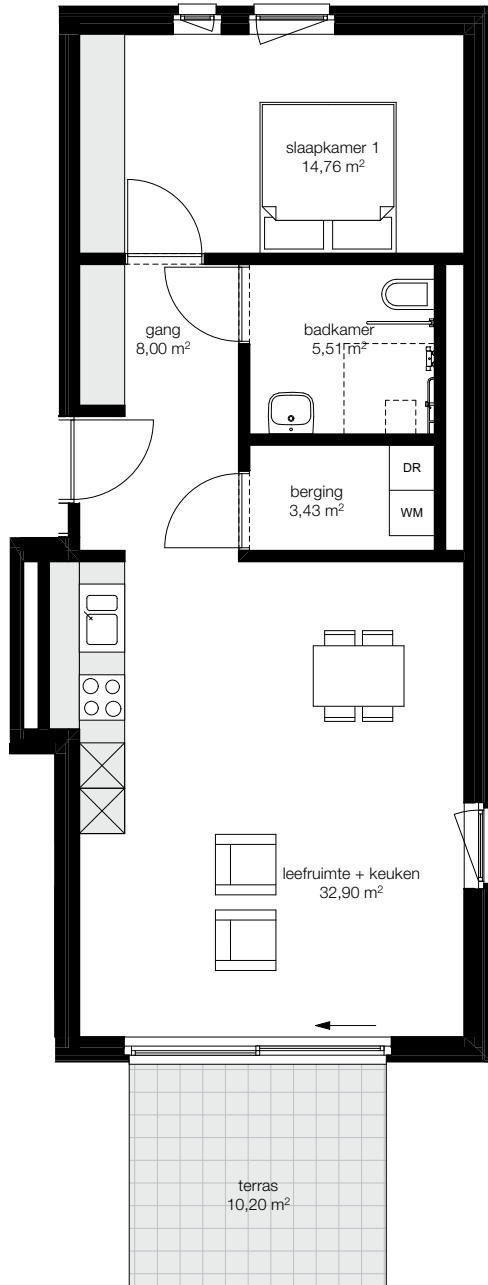 slaapkamer 1
14,76 m²
gang
8,00 m²
badkamer
5,51 m²
berging
3,43 m²
DR
WM
leefruimte + keuken
32,90 m²
terras
10,20 m²